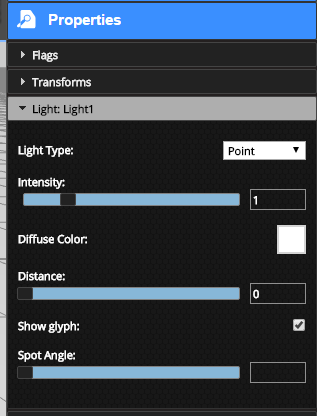 Properties
Flags
Transforms
Light: Light1
Light Type: Point
Intensity:
1
Diffuse Color:
Distance:
0
Show glyph:
Spot Angle: